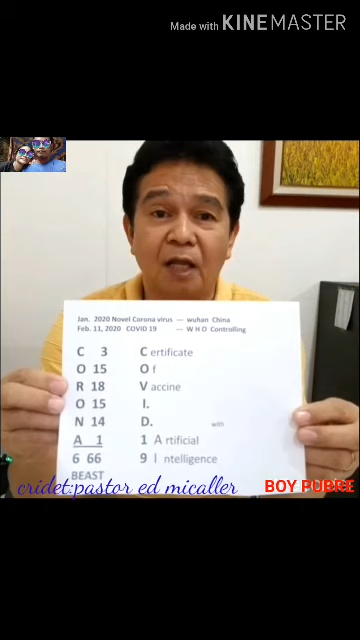 Made with KINEMASTER
Jan. 2020 Novel Corona virus --- wuhan China
Feb. 11, 2020 COVID 19 --- W H O Controlling
C 3 C ertificate
O 15 O f
R 18 V accine
O 15 I.
N 14 D. with
A 1 1 A rtificial
6 66 9 I ntelligence
BEAST
cridet:pastor ed micaller BOY PUBRE